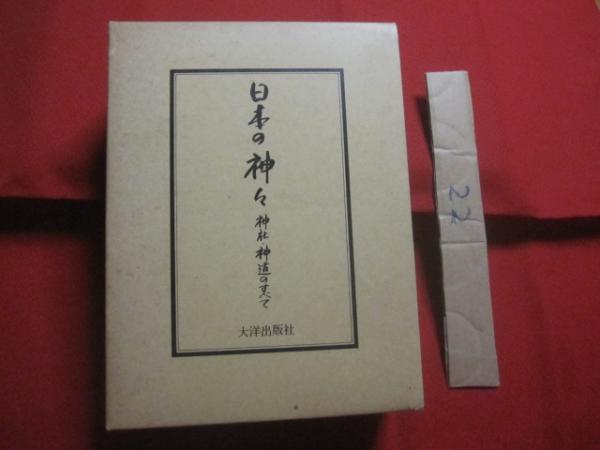 日本の神々
神社、神道のすべて
大洋出版社
22